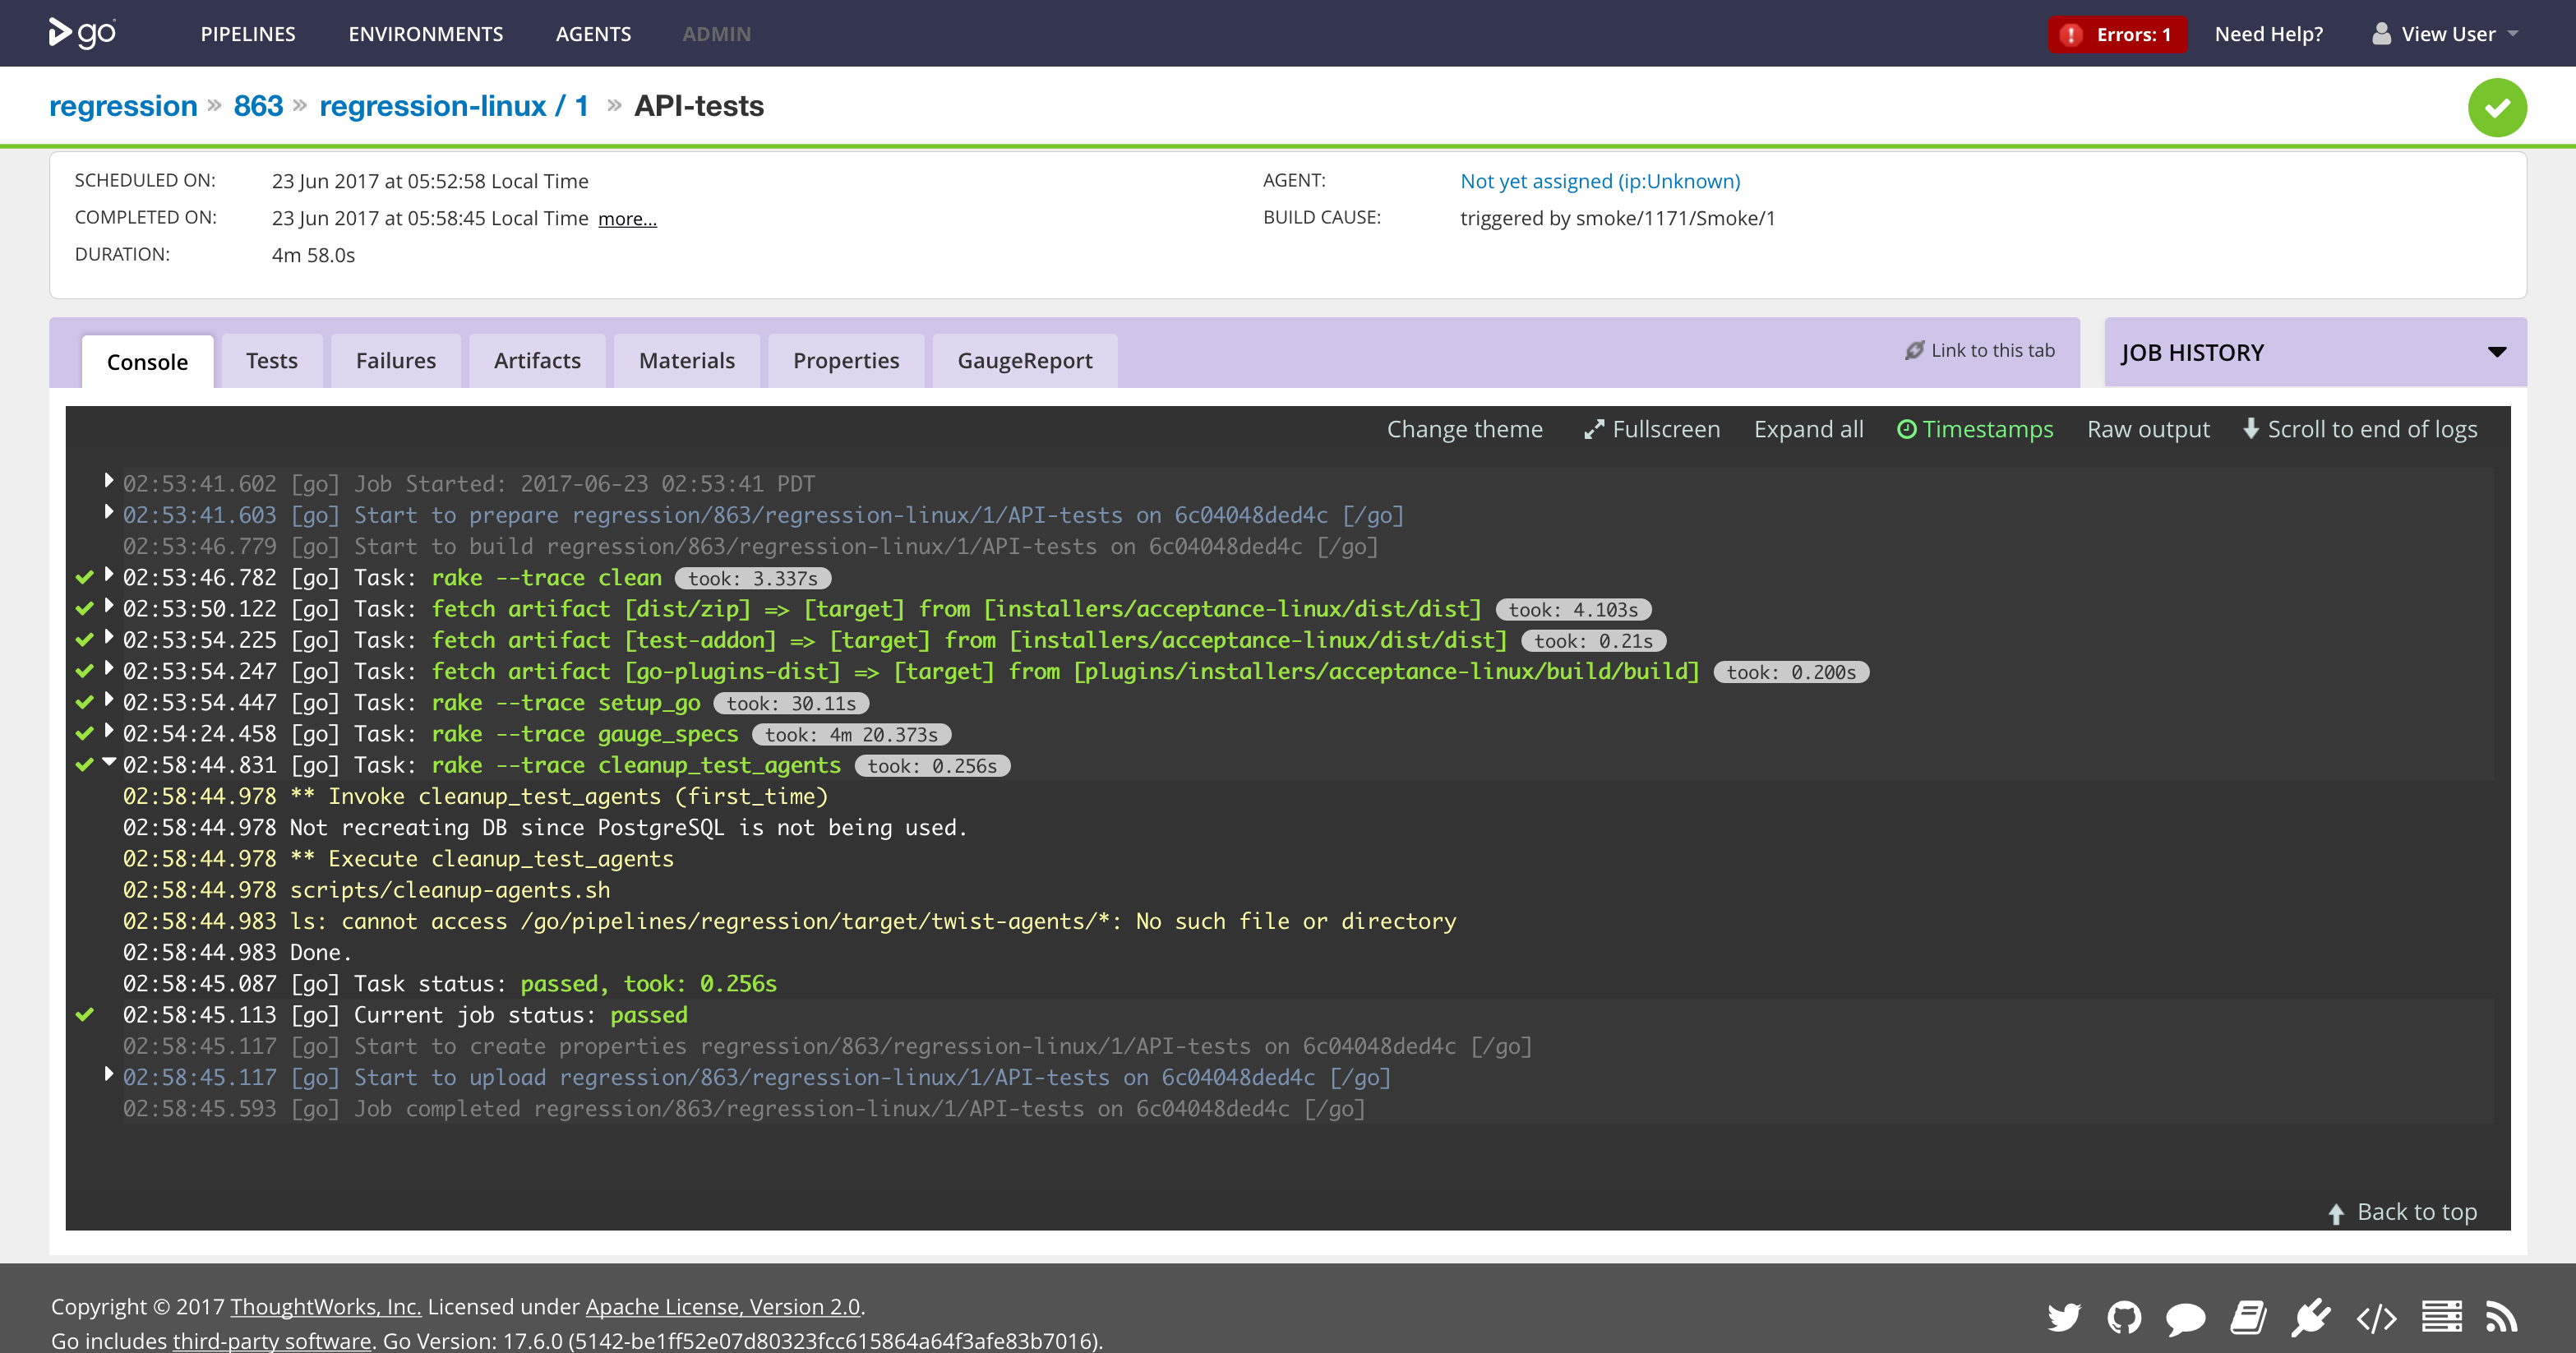 go PIPELINES ENVIRONMENTS AGENTS ADMIN Errors: 1 Need Help? View User
regression » 863 » regression-linux / 1 » API-tests
SCHEDULED ON: 23 Jun 2017 at 05:52:58 Local Time AGENT: Not yet assigned (ip:Unknown)
COMPLETED ON: 23 Jun 2017 at 05:58:45 Local Time more... BUILD CAUSE: triggered by smoke/1171/Smoke/1
DURATION: 4m 58.0s
Console Tests Failures Artifacts Materials Properties GaugeReport Link to this tab JOB HISTORY
Change theme Fullscreen Expand all Timestamps Raw output Scroll to end of logs
02:53:41.602 [go] Job Started: 2017-06-23 02:53:41 PDT
02:53:41.603 [go] Start to prepare regression/863/regression-linux/1/API-tests on 6c04048ded4c [/go]
02:53:46.779 [go] Start to build regression/863/regression-linux/1/API-tests on 6c04048ded4c [/go]
02:53:46.782 [go] Task: rake --trace clean took: 3.337s
02:53:50.122 [go] Task: fetch artifact [dist/zip] => [target] from [installers/acceptance-linux/dist/dist] took: 4.103s
02:53:54.225 [go] Task: fetch artifact [test-addon] => [target] from [installers/acceptance-linux/dist/dist] took: 0.21s
02:53:54.247 [go] Task: fetch artifact [go-plugins-dist] => [target] from [plugins/installers/acceptance-linux/build/build] took: 0.200s
02:53:54.447 [go] Task: rake --trace setup_go took: 30.11s
02:54:24.458 [go] Task: rake --trace gauge_specs took: 4m 20.373s
02:58:44.831 [go] Task: rake --trace cleanup_test_agents took: 0.256s
02:58:44.978 ** Invoke cleanup_test_agents (first_time)
02:58:44.978 Not recreating DB since PostgreSQL is not being used.
02:58:44.978 ** Execute cleanup_test_agents
02:58:44.978 scripts/cleanup-agents.sh
02:58:44.983 ls: cannot access /go/pipelines/regression/target/twist-agents/*: No such file or directory
02:58:44.983 Done.
02:58:45.087 [go] Task status: passed, took: 0.256s
02:58:45.113 [go] Current job status: passed
02:58:45.117 [go] Start to create properties regression/863/regression-linux/1/API-tests on 6c04048ded4c [/go]
02:58:45.117 [go] Start to upload regression/863/regression-linux/1/API-tests on 6c04048ded4c [/go]
02:58:45.593 [go] Job completed regression/863/regression-linux/1/API-tests on 6c04048ded4c [/go]
Back to top
Copyright © 2017 ThoughtWorks, Inc. Licensed under Apache License, Version 2.0.
Go includes third-party software. Go Version: 17.6.0 (5142-be1ff52e07d80323fcc615864a64f3afe83b7016).